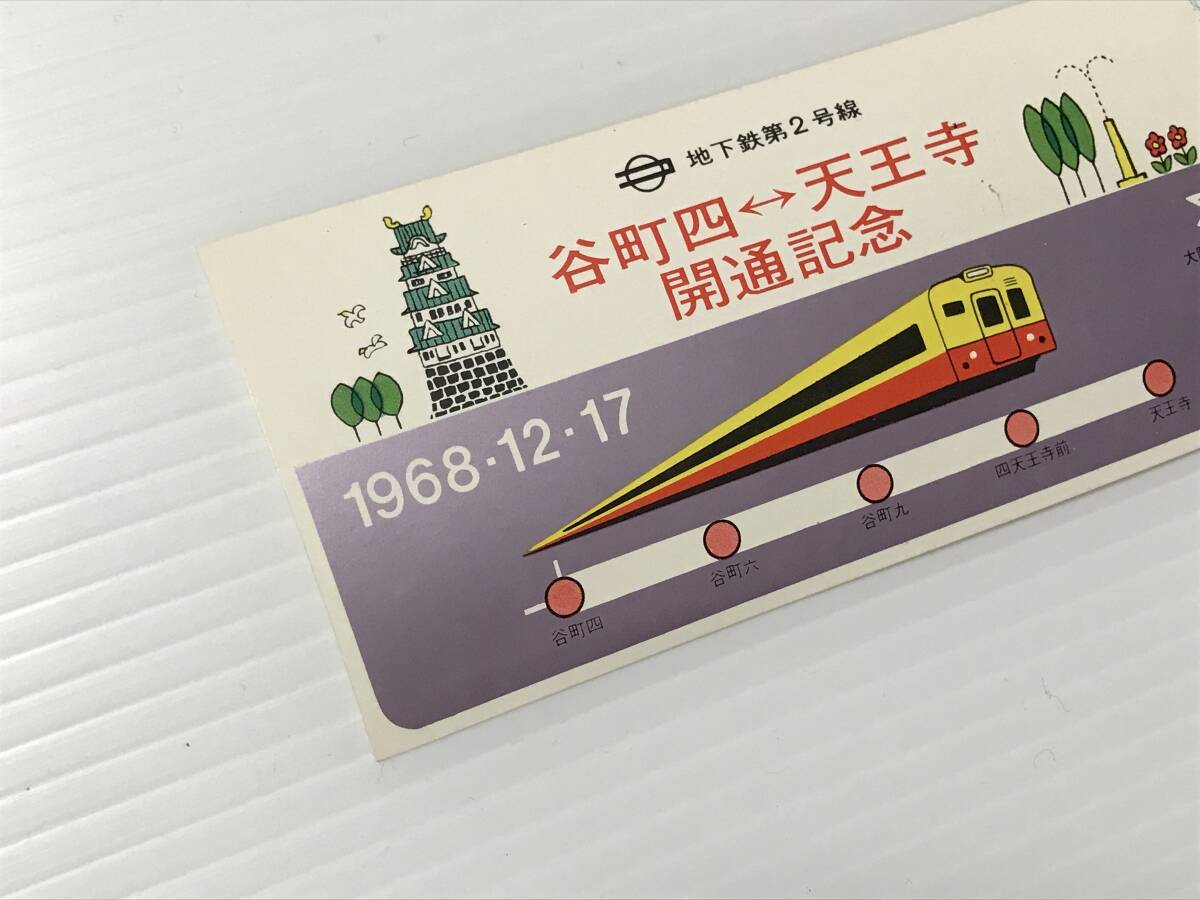 地下鉄第2号線
谷町四↔天王寺
開通記念
1968・12・17
谷町四
谷町六
谷町九
四天王寺前
天王寺